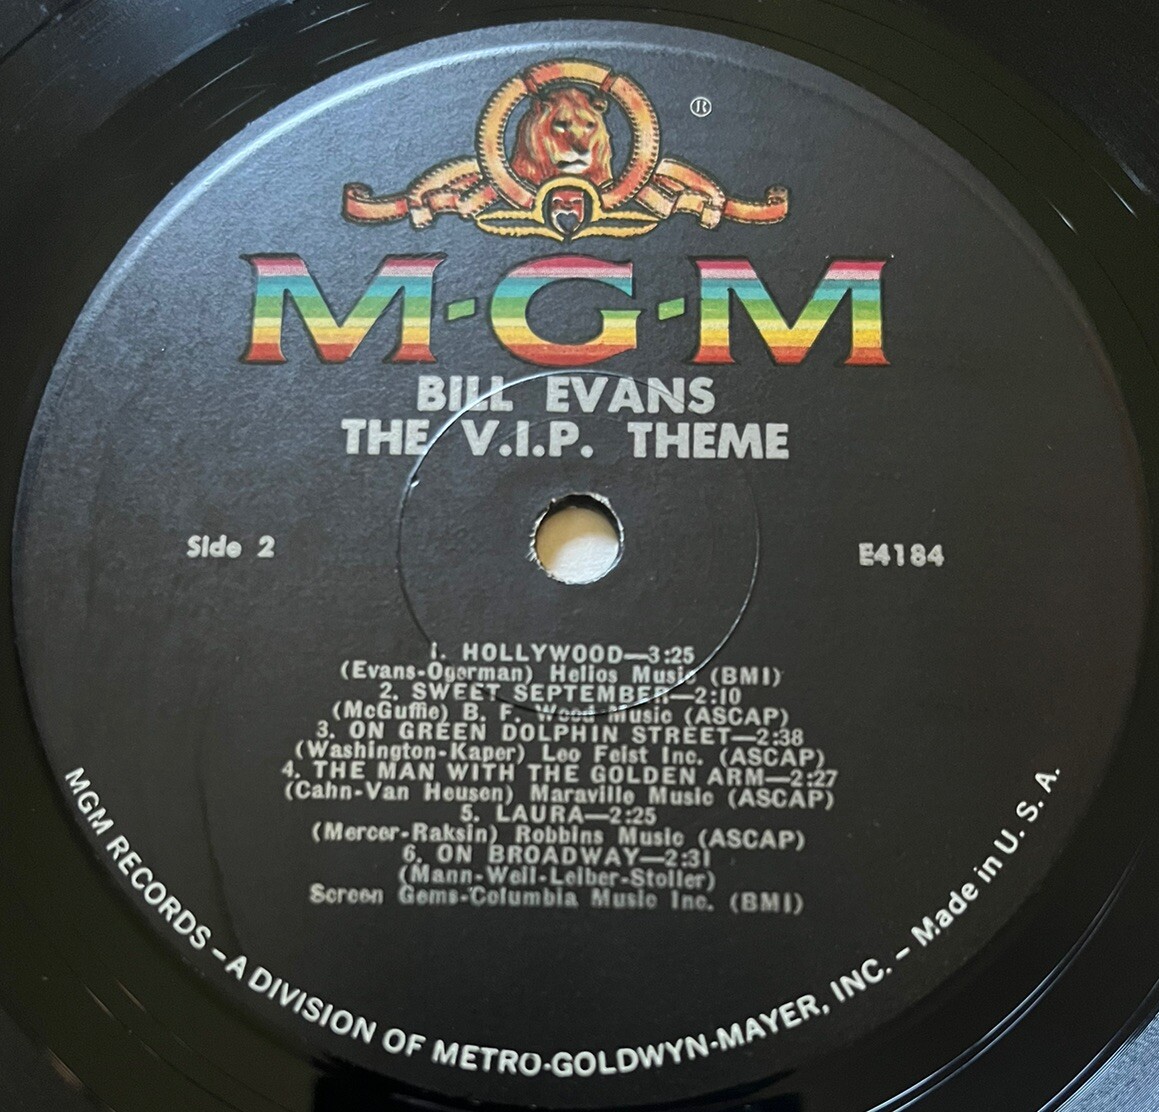 ®
M-G-M
BILL EVANS
THE V.I.P. THEME
Side 2
E4184
1. HOLLYWOOD—3:25
(Evans-Ogerman) Helios Music (BMI)
2. SWEET SEPTEMBER—2:10
(McGuffie) B. F. Wood Music (ASCAP)
3. ON GREEN DOLPHIN STREET—2:38
(Washington-Kaper) Leo Feist Inc. (ASCAP)
4. THE MAN WITH THE GOLDEN ARM—2:27
(Cahn-Van Heusen) Maraville Music (ASCAP)
5. LAURA—2:25
(Mercer-Raksin) Robbins Music (ASCAP)
6. ON BROADWAY—2:31
(Mann-Weil-Leiber-Stoller)
Screen Gems-Columbia Music Inc. (BMI)
MGM RECORDS – A DIVISION OF METRO-GOLDWYN-MAYER, INC. – Made in U. S. A.